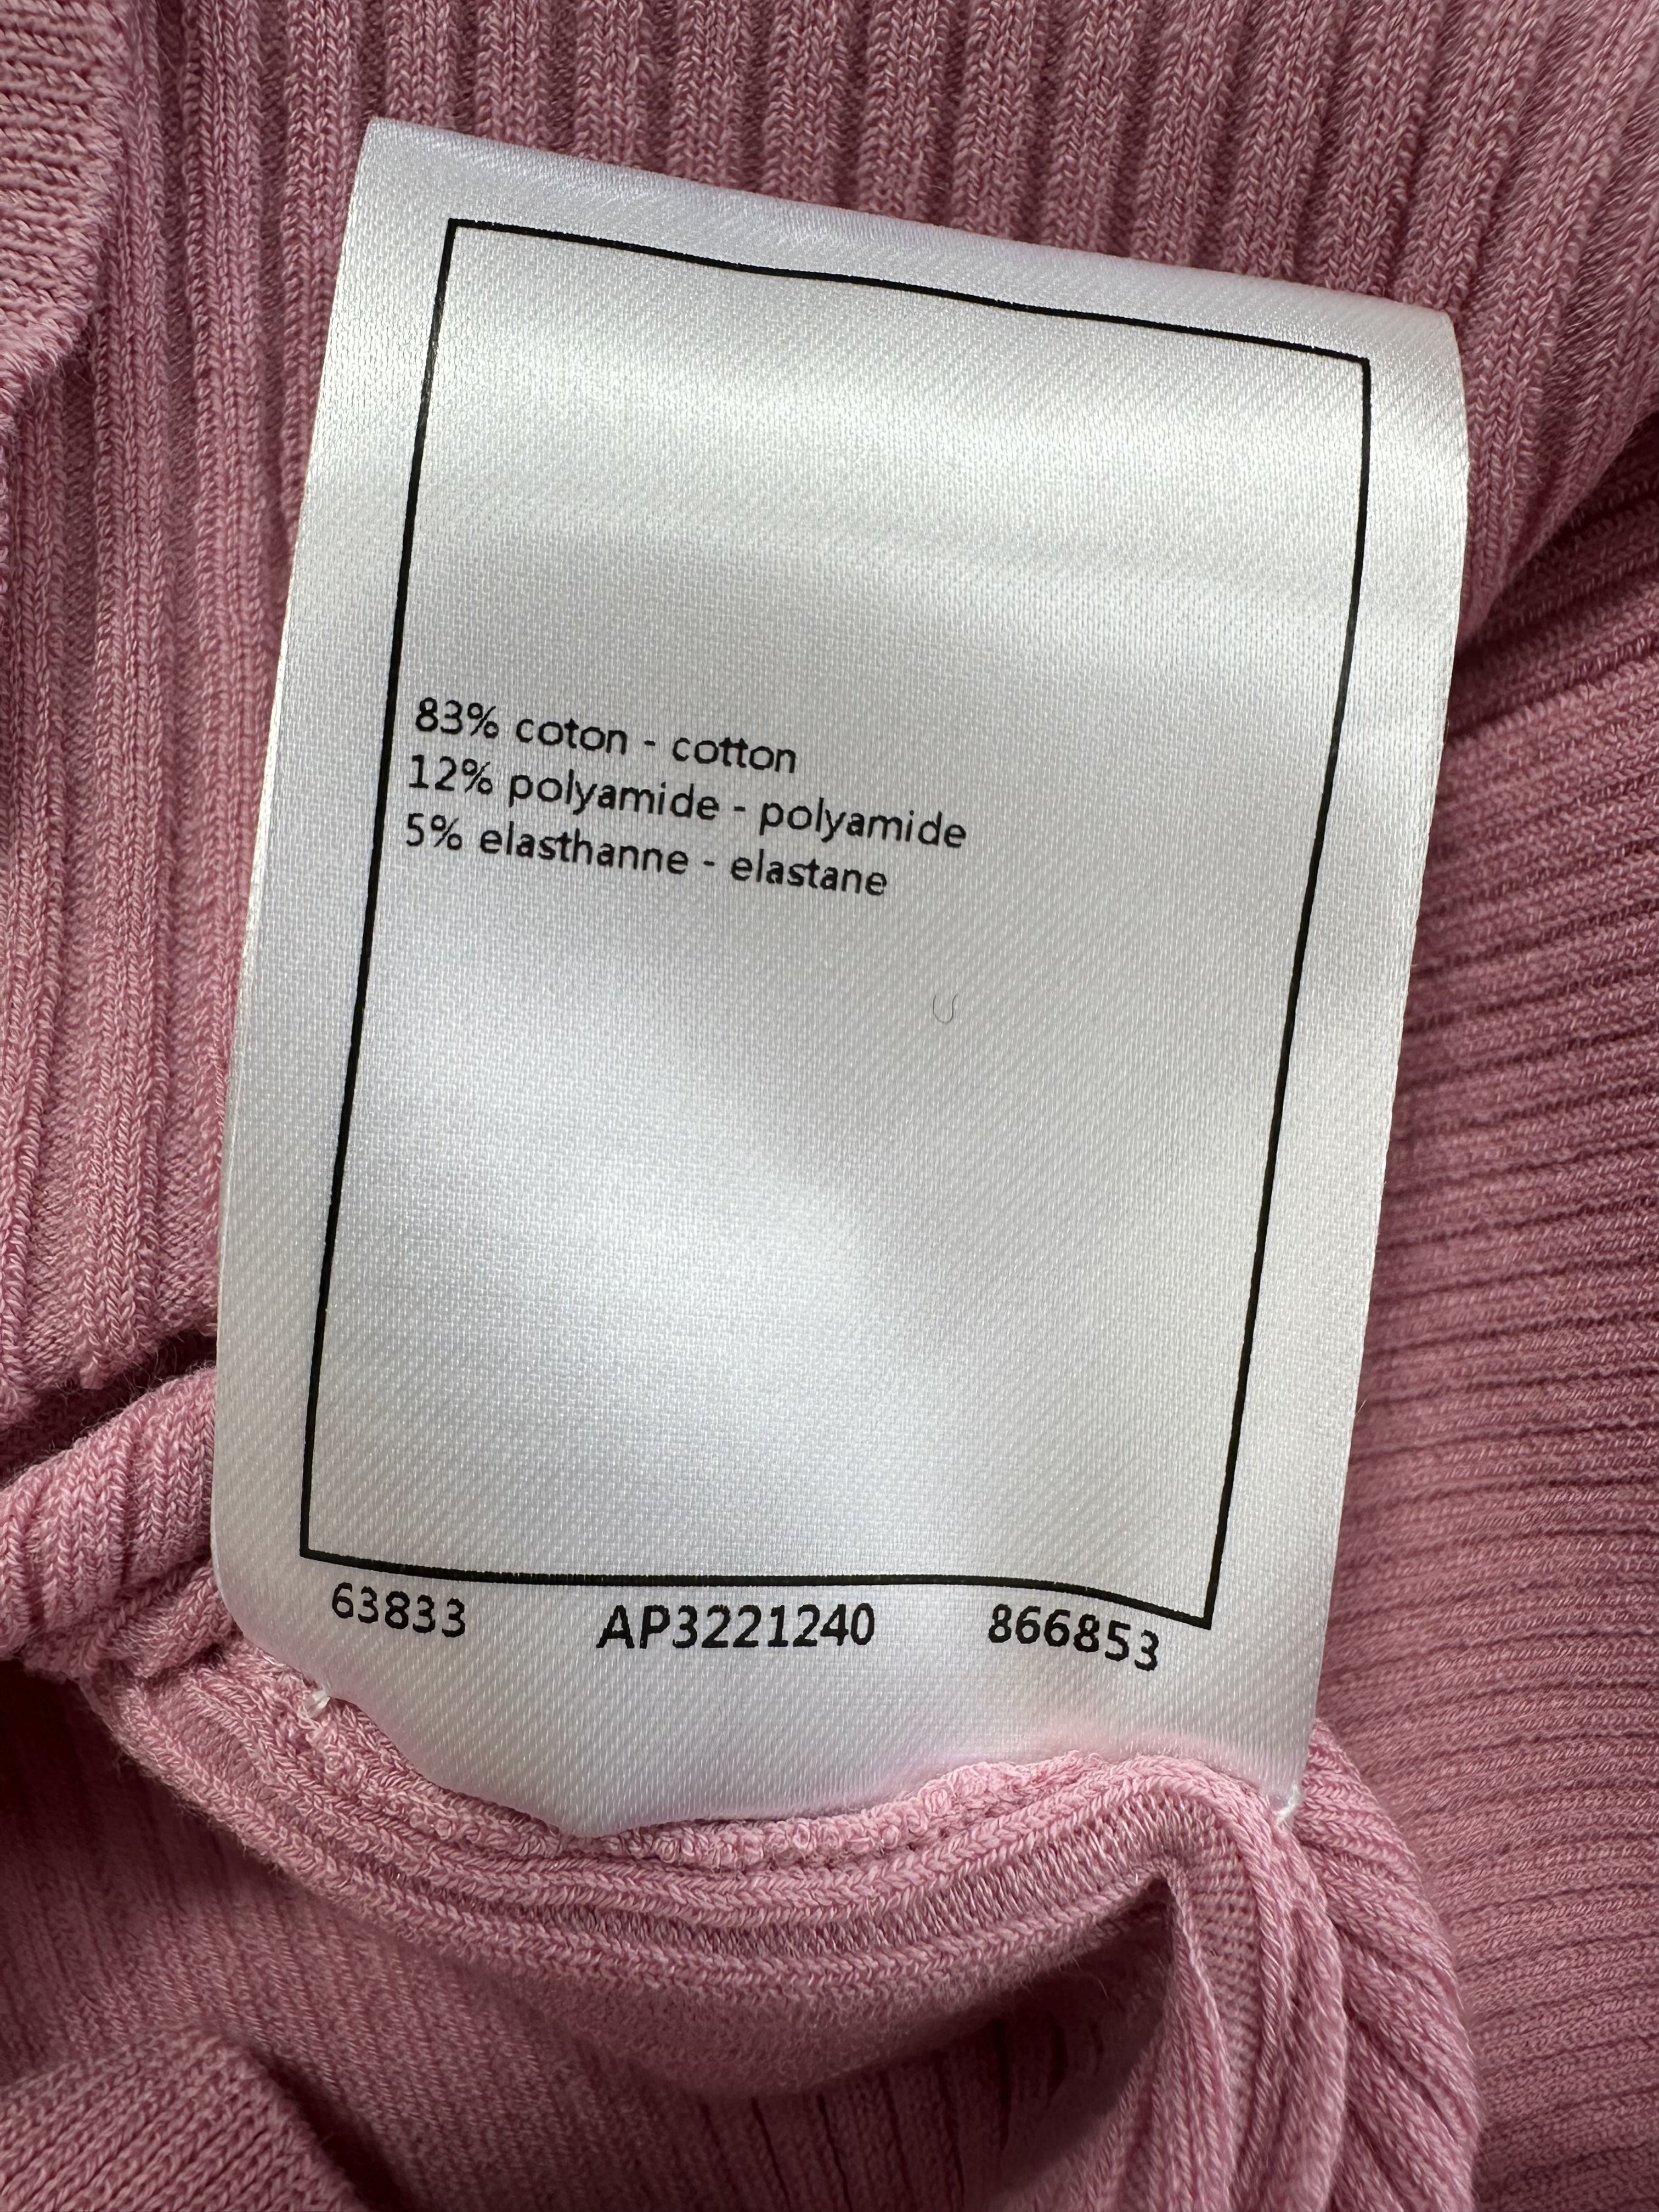 83% coton - cotton
12% polyamide - polyamide
5% elasthanne - elastane
63833 AP3221240 866853